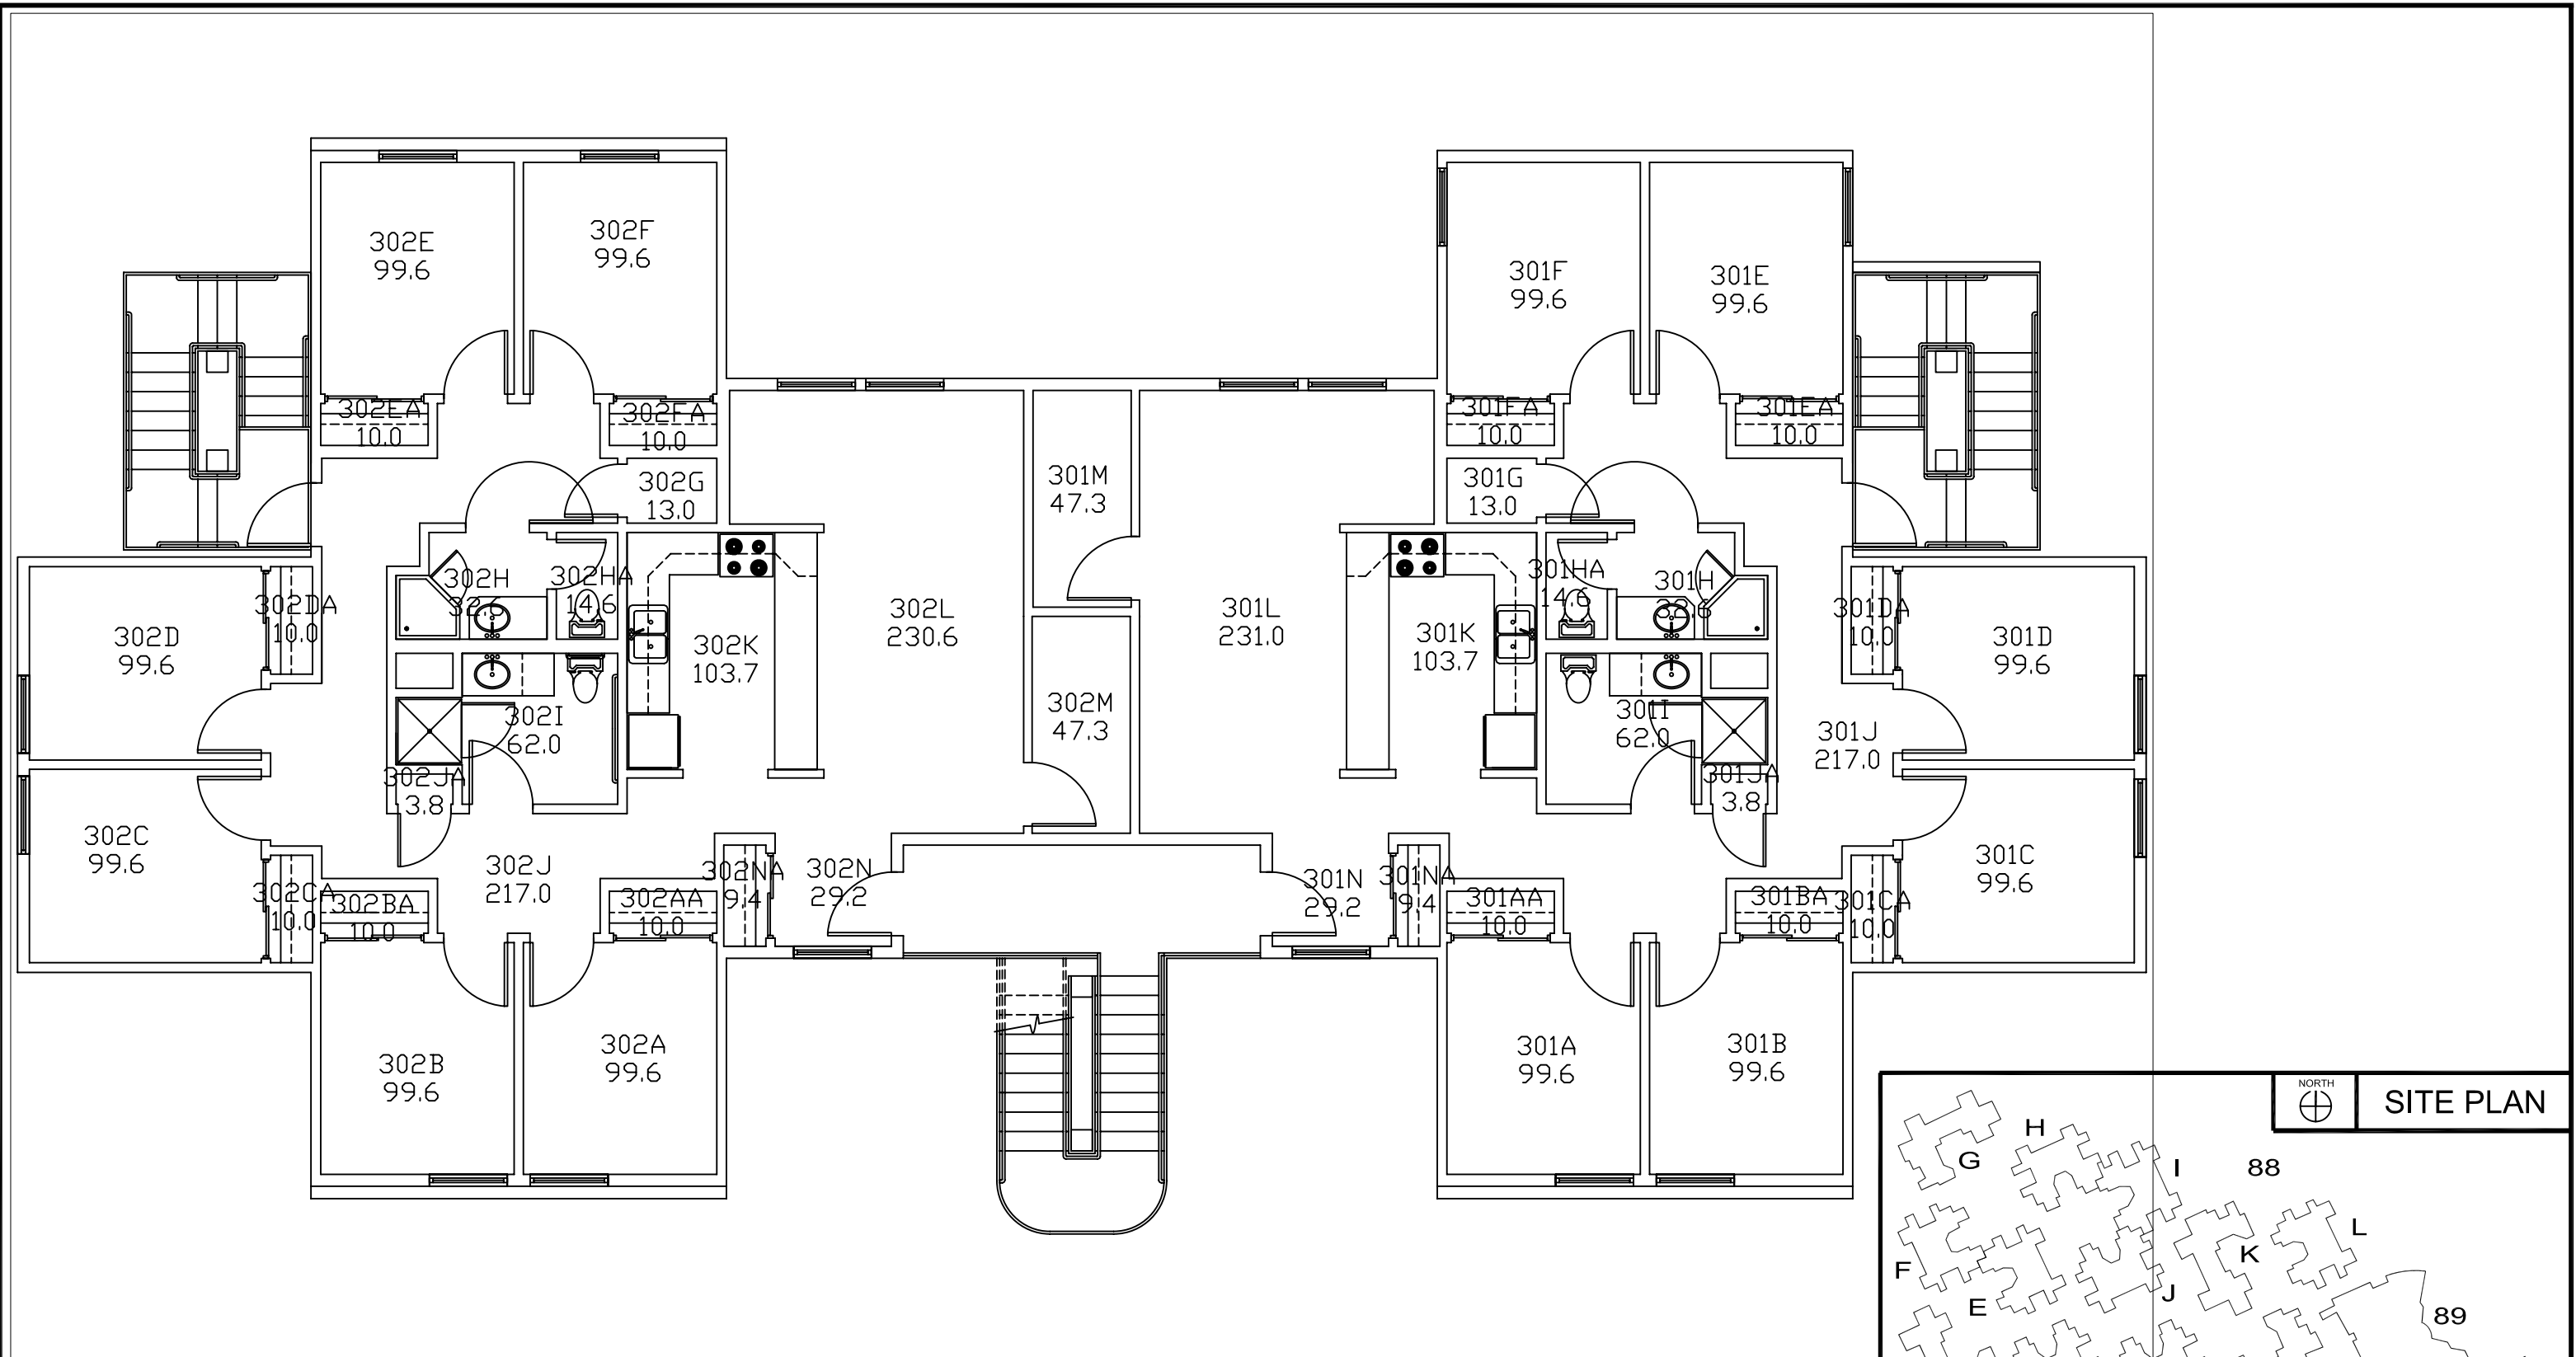 302E
99.6
302F
99.6
301F
99.6
301E
99.6
302EA
10.0
302FA
10.0
301FA
10.0
301EA
10.0
302G
13.0
301M
47.3
301G
13.0
302H
302HA
14.6
301HA
14.6
301H
302DA
10.0
302D
99.6
302L
230.6
301L
231.0
302K
103.7
301K
103.7
301DA
10.0
301D
99.6
302I
62.0
302M
47.3
301I
62.0
301J
217.0
302JA
3.8
301JA
3.8
302C
99.6
302J
217.0
302NA
9.4
302N
29.2
301N
29.2
301NA
9.4
301C
99.6
302CA
10.0
302BA
10.0
302AA
10.0
301AA
10.0
301BA
10.0
301CA
10.0
302B
99.6
302A
99.6
301A
99.6
301B
99.6
NORTH
SITE PLAN
H
G
I
88
L
K
F
J
E
89